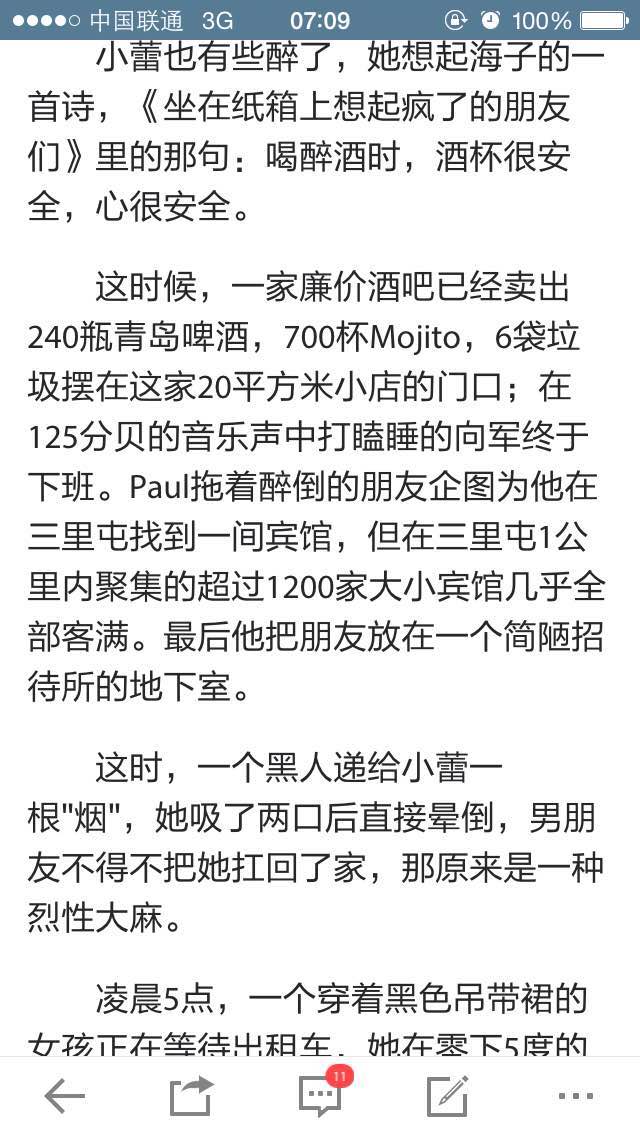 中国联通 3G 07:09 100%
小蕾也有些醉了，她想起海子的一
首诗，《坐在纸箱上想起疯了的朋友
们》里的那句：喝醉酒时，酒杯很安
全，心很安全。
这时候，一家廉价酒吧已经卖出
240瓶青岛啤酒，700杯Mojito，6袋垃
圾摆在这家20平方米小店的门口；在
125分贝的音乐声中打瞌睡的向军终于
下班。Paul拖着醉倒的朋友企图为他在
三里屯找到一间宾馆，但在三里屯1公
里内聚集的超过1200家大小宾馆几乎全
部客满。最后他把朋友放在一个简陋招
待所的地下室。
这时，一个黑人递给小蕾一
根"烟"，她吸了两口后直接晕倒，男朋
友不得不把她扛回了家，那原来是一种
烈性大麻。
凌晨5点，一个穿着黑色吊带裙的
女孩正在等待出租车，她在零下5度的
11